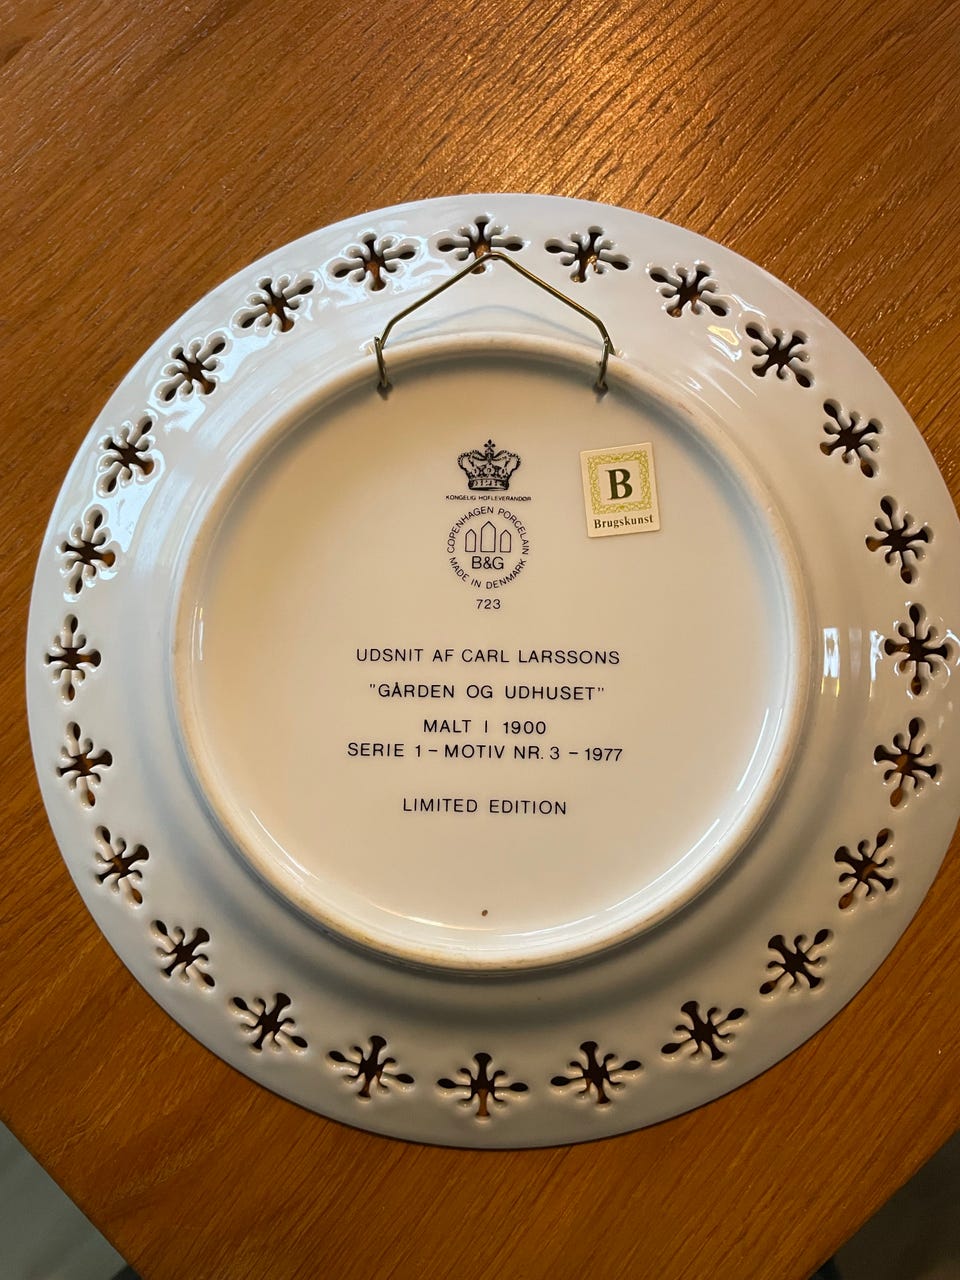 KONGELIG HOFLEVERANDØR
COPENHAGEN PORCELAIN
B&G
MADE IN DENMARK
723
B
Brugskunst
UDSNIT AF CARL LARSSONS
"GÅRDEN OG UDHUSET"
MALT I 1900
SERIE 1 – MOTIV NR. 3 – 1977
LIMITED EDITION